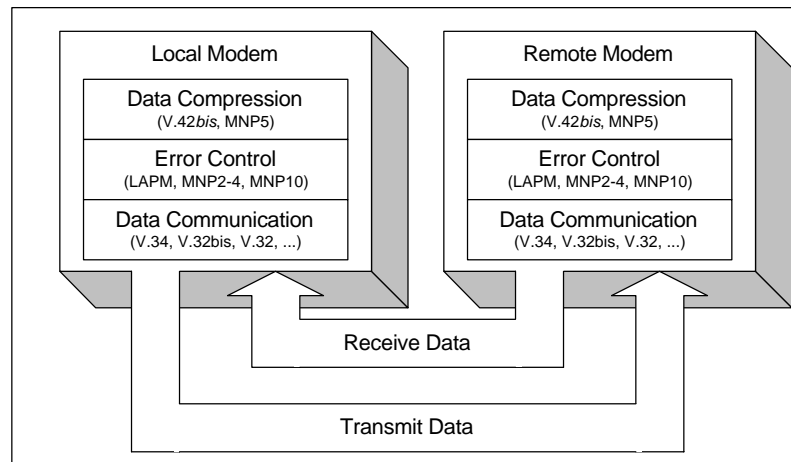 Local Modem
Data Compression
(V.42bis, MNP5)
Error Control
(LAPM, MNP2-4, MNP10)
Data Communication
(V.34, V.32bis, V.32, ...)
Remote Modem
Data Compression
(V.42bis, MNP5)
Error Control
(LAPM, MNP2-4, MNP10)
Data Communication
(V.34, V.32bis, V.32, ...)
Receive Data
Transmit Data